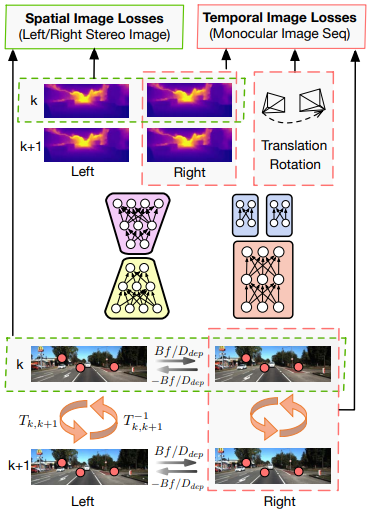 Spatial Image Losses
(Left/Right Stereo Image)
Temporal Image Losses
(Monocular Image Seq)
k
k+1
Left
Right
Translation
Rotation
k
Bf/D_{dep}
-Bf/D_{dep}
T_{k,k+1}
T_{k,k+1}^{-1}
k+1
Bf/D_{dep}
-Bf/D_{dep}
Left
Right